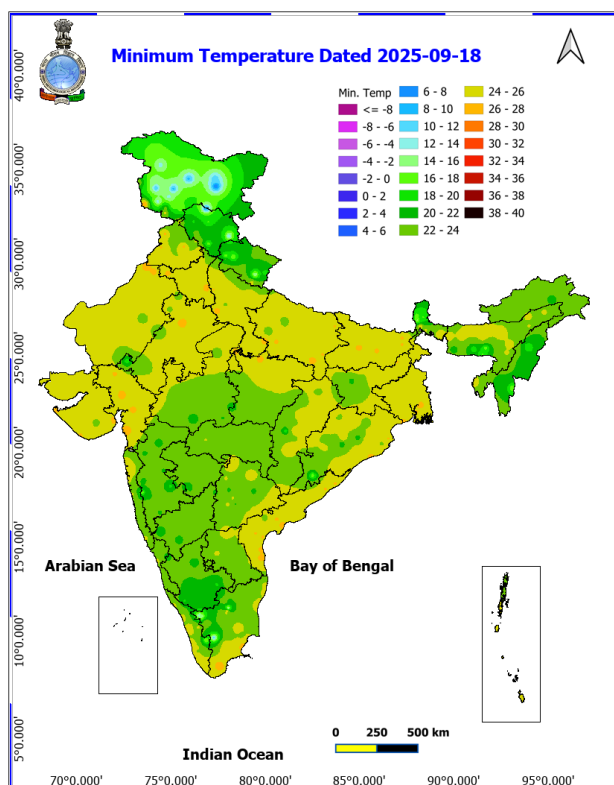 Minimum Temperature Dated 2025-09-18
Min. Temp
<= -8
-8 - -6
-6 - -4
-4 - -2
-2 - 0
0 - 2
2 - 4
4 - 6
6 - 8
8 - 10
10 - 12
12 - 14
14 - 16
16 - 18
18 - 20
20 - 22
22 - 24
24 - 26
26 - 28
28 - 30
30 - 32
32 - 34
34 - 36
36 - 38
38 - 40
40°0.000'
35°0.000'
30°0.000'
25°0.000'
20°0.000'
15°0.000'
10°0.000'
5°0.000'
Arabian Sea
Bay of Bengal
Indian Ocean
0 250 500 km
70°0.000' 75°0.000' 80°0.000' 85°0.000' 90°0.000' 95°0.000'